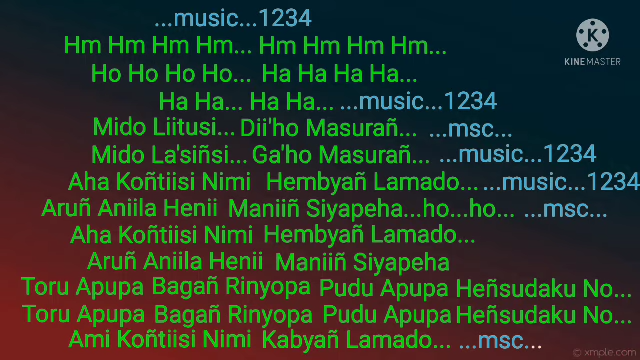 ...music...1234
Hm Hm Hm Hm... Hm Hm Hm Hm...
Ho Ho Ho Ho... Ha Ha Ha Ha...
Ha Ha... Ha Ha... ...music...1234
Mido Liitusi... Dii'ho Masurañ... ...msc...
Mido La'siñsi... Ga'ho Masurañ... ...music...1234
Aha Koñtiisi Nimi Hembyañ Lamado... ...music...1234
Aruñ Aniila Henii Maniiñ Siyapeha...ho...ho... ...msc...
Aha Koñtiisi Nimi Hembyañ Lamado...
Aruñ Aniila Henii Maniiñ Siyapeha
Toru Apupa Bagañ Rinyopa Pudu Apupa Heñsudaku No...
Toru Apupa Bagañ Rinyopa Pudu Apupa Heñsudaku No...
Ami Koñtiisi Nimi Kabyañ Lamado... ...msc...
K
KINEMASTER
© xmple.com